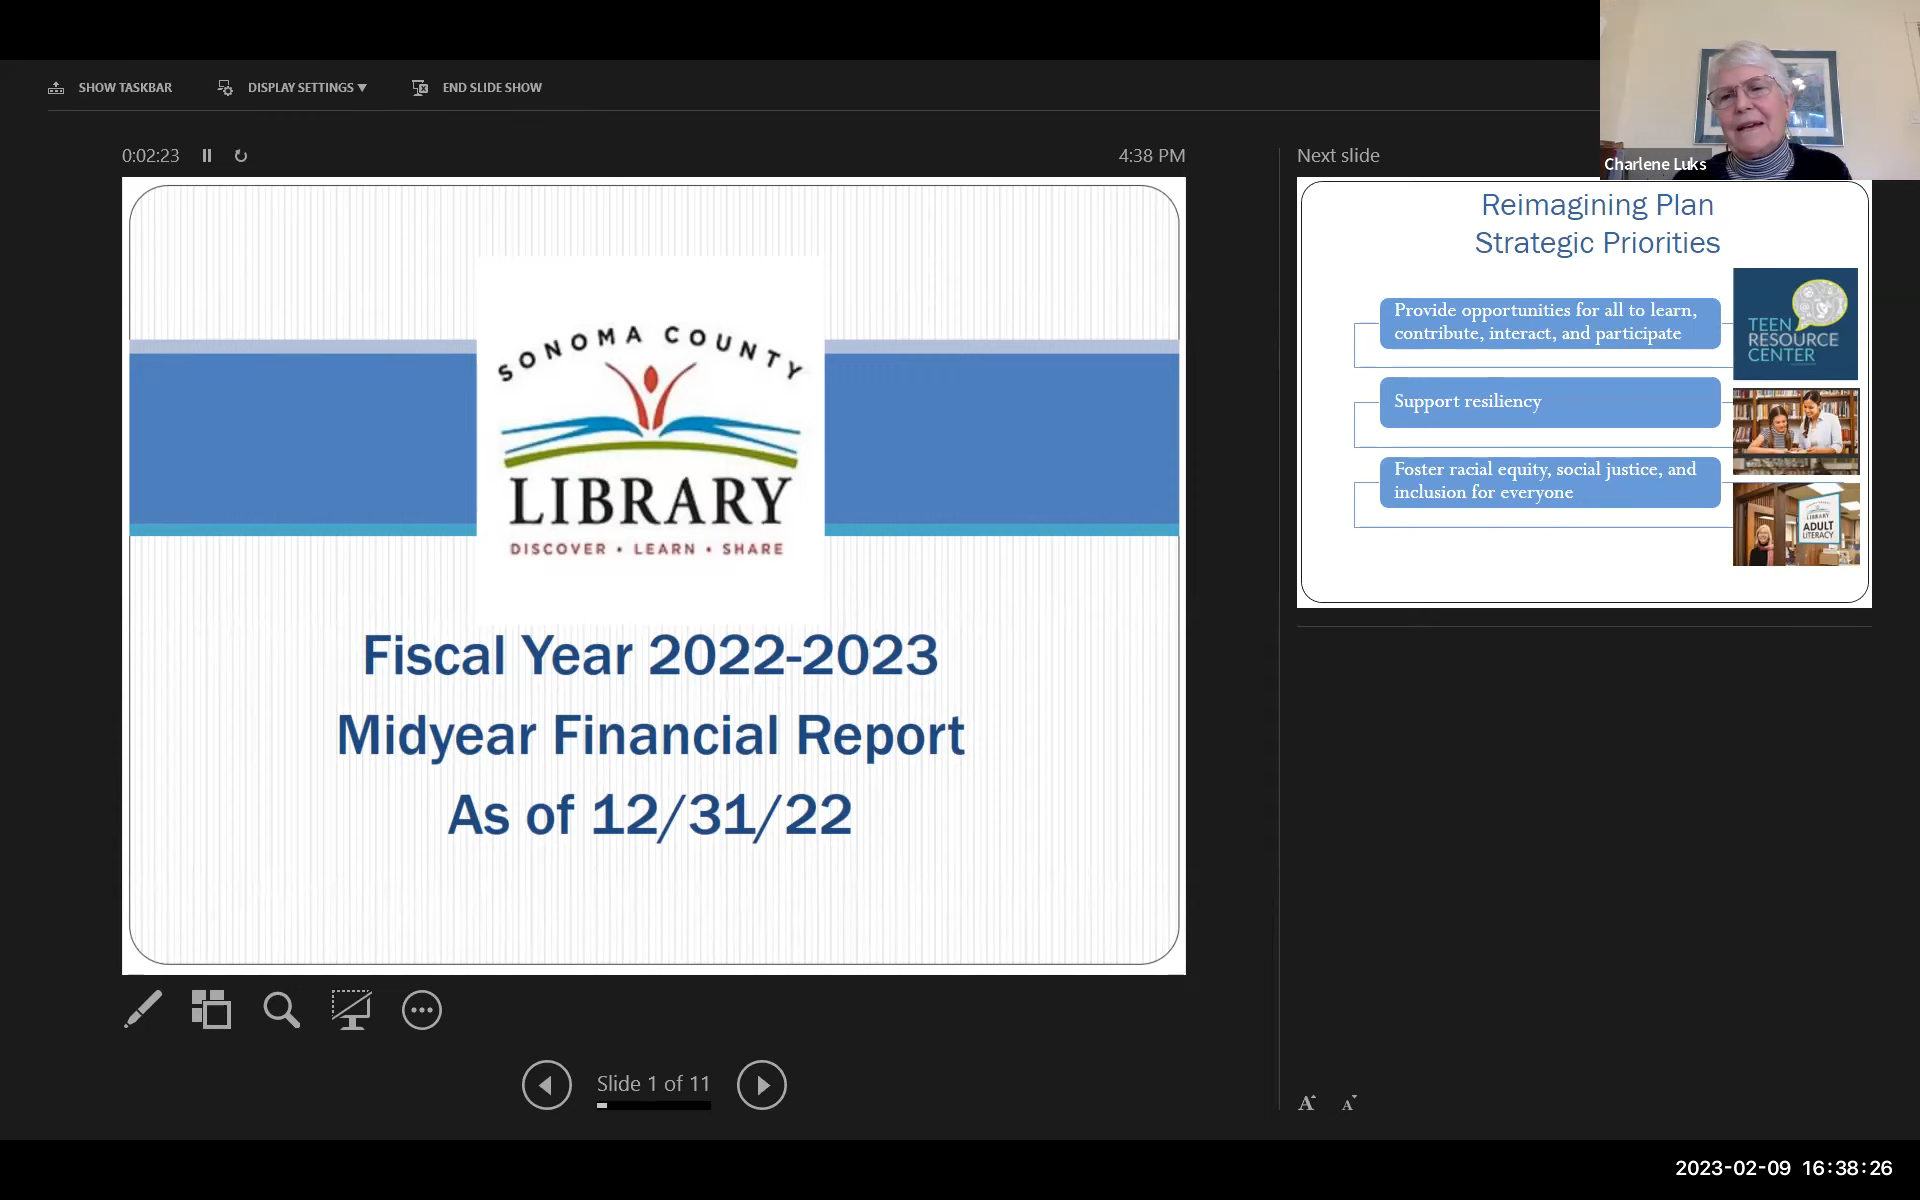 SHOW TASKBAR
DISPLAY SETTINGS ▼
END SLIDE SHOW
0:02:23
4:38 PM
SONOMA COUNTY
LIBRARY
DISCOVER • LEARN • SHARE
Fiscal Year 2022-2023
Midyear Financial Report
As of 12/31/22
Slide 1 of 11
Next slide
Charlene Luks
Reimagining Plan
Strategic Priorities
Provide opportunities for all to learn,
contribute, interact, and participate
Support resiliency
Foster racial equity, social justice, and
inclusion for everyone
TEEN
RESOURCE
CENTER
LIBRARY
ADULT
LITERACY
A
A
2023-02-09 16:38:26